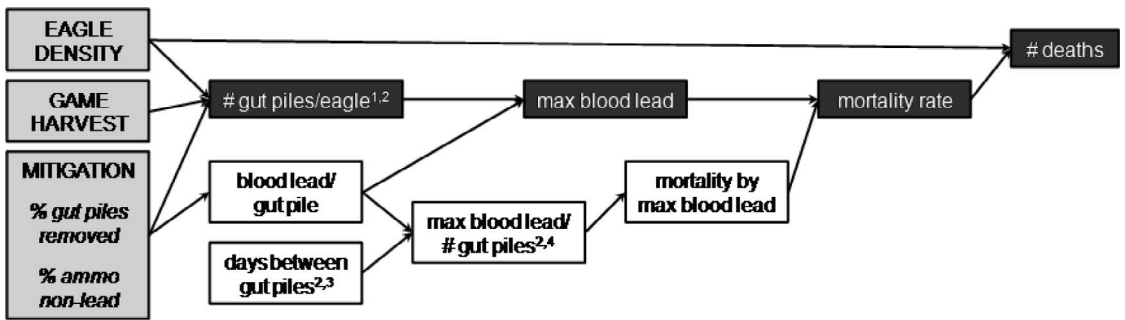 EAGLE
DENSITY
# deaths
GAME
HARVEST
# gut piles/eagle1,2
max blood lead
mortality rate
MITIGATION
% gut piles
removed
% ammo
non-lead
blood lead/
gut pile
days between
gut piles2,3
max blood lead/
# gut piles2,4
mortality by
max blood lead